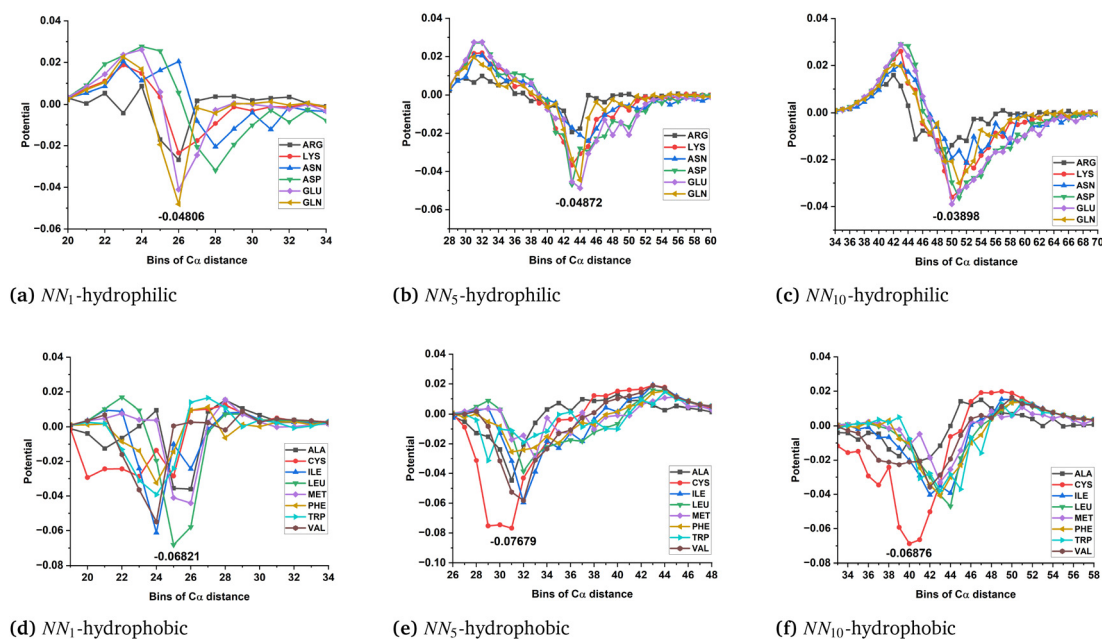 0.04
0.02
0.00
−0.02
−0.04
−0.06
Potential
ARG
LYS
ASN
ASP
GLU
GLN
-0.04806
20 22 24 26 28 30 32 34
Bins of Cα distance
(a) NN1-hydrophilic
0.04
0.02
0.00
−0.02
−0.04
−0.06
Potential
ARG
LYS
ASN
ASP
GLU
GLN
-0.04872
28 30 32 34 36 38 40 42 44 46 48 50 52 54 56 58 60
Bins of Cα distance
(b) NN5-hydrophilic
0.04
0.02
0.00
−0.02
−0.04
Potential
ARG
LYS
ASN
ASP
GLU
GLN
-0.03898
34 36 38 40 42 44 46 48 50 52 54 56 58 60 62 64 66 68 70
Bins of Cα distance
(c) NN10-hydrophilic
0.04
0.02
0.00
−0.02
−0.04
−0.06
−0.08
Potential
ALA
CYS
ILE
LEU
MET
PHE
TRP
VAL
-0.06821
20 22 24 26 28 30 32 34
Bins of Cα distance
(d) NN1-hydrophobic
0.04
0.02
0.00
−0.02
−0.04
−0.06
−0.08
−0.10
Potential
ALA
CYS
ILE
LEU
MET
PHE
TRP
VAL
-0.07679
26 28 30 32 34 36 38 40 42 44 46 48
Bins of Cα distance
(e) NN5-hydrophobic
0.04
0.02
0.00
−0.02
−0.04
−0.06
−0.08
Potential
ALA
CYS
ILE
LEU
MET
PHE
TRP
VAL
-0.06876
34 36 38 40 42 44 46 48 50 52 54 56 58
Bins of Cα distance
(f) NN10-hydrophobic